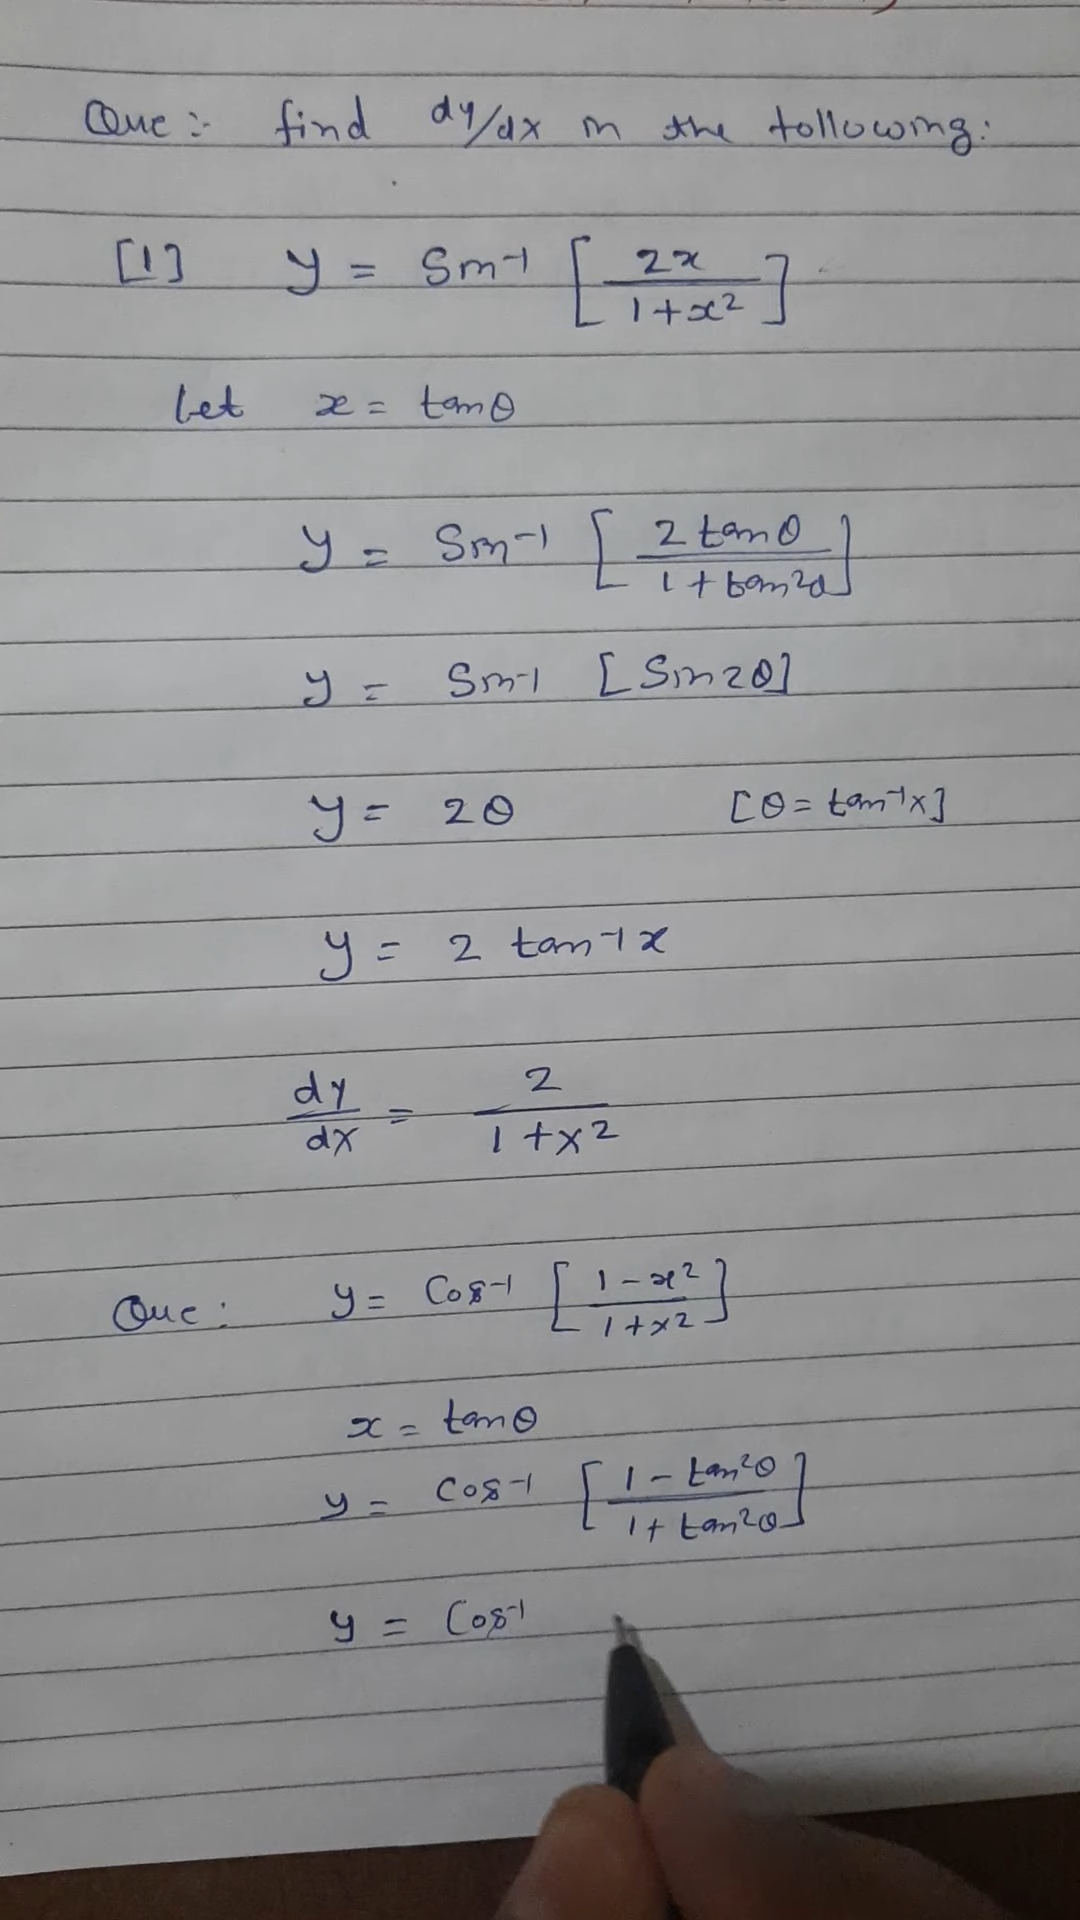 Que:- find dy/dx in the following:
[1] y = Sin-1 [ 2x / 1+x2 ]
Let x = tanθ
y = Sin-1 [ 2 tanθ / 1+tan2θ ]
y = Sin-1 [Sin2θ]
y = 2θ [θ = tan-1x]
y = 2 tan-1x
dy/dx = 2 / 1+x2
Que: y = Cos-1 [ 1-x2 / 1+x2 ]
x = tanθ
y = Cos-1 [ 1-tan2θ / 1+tan2θ ]
y = Cos-1